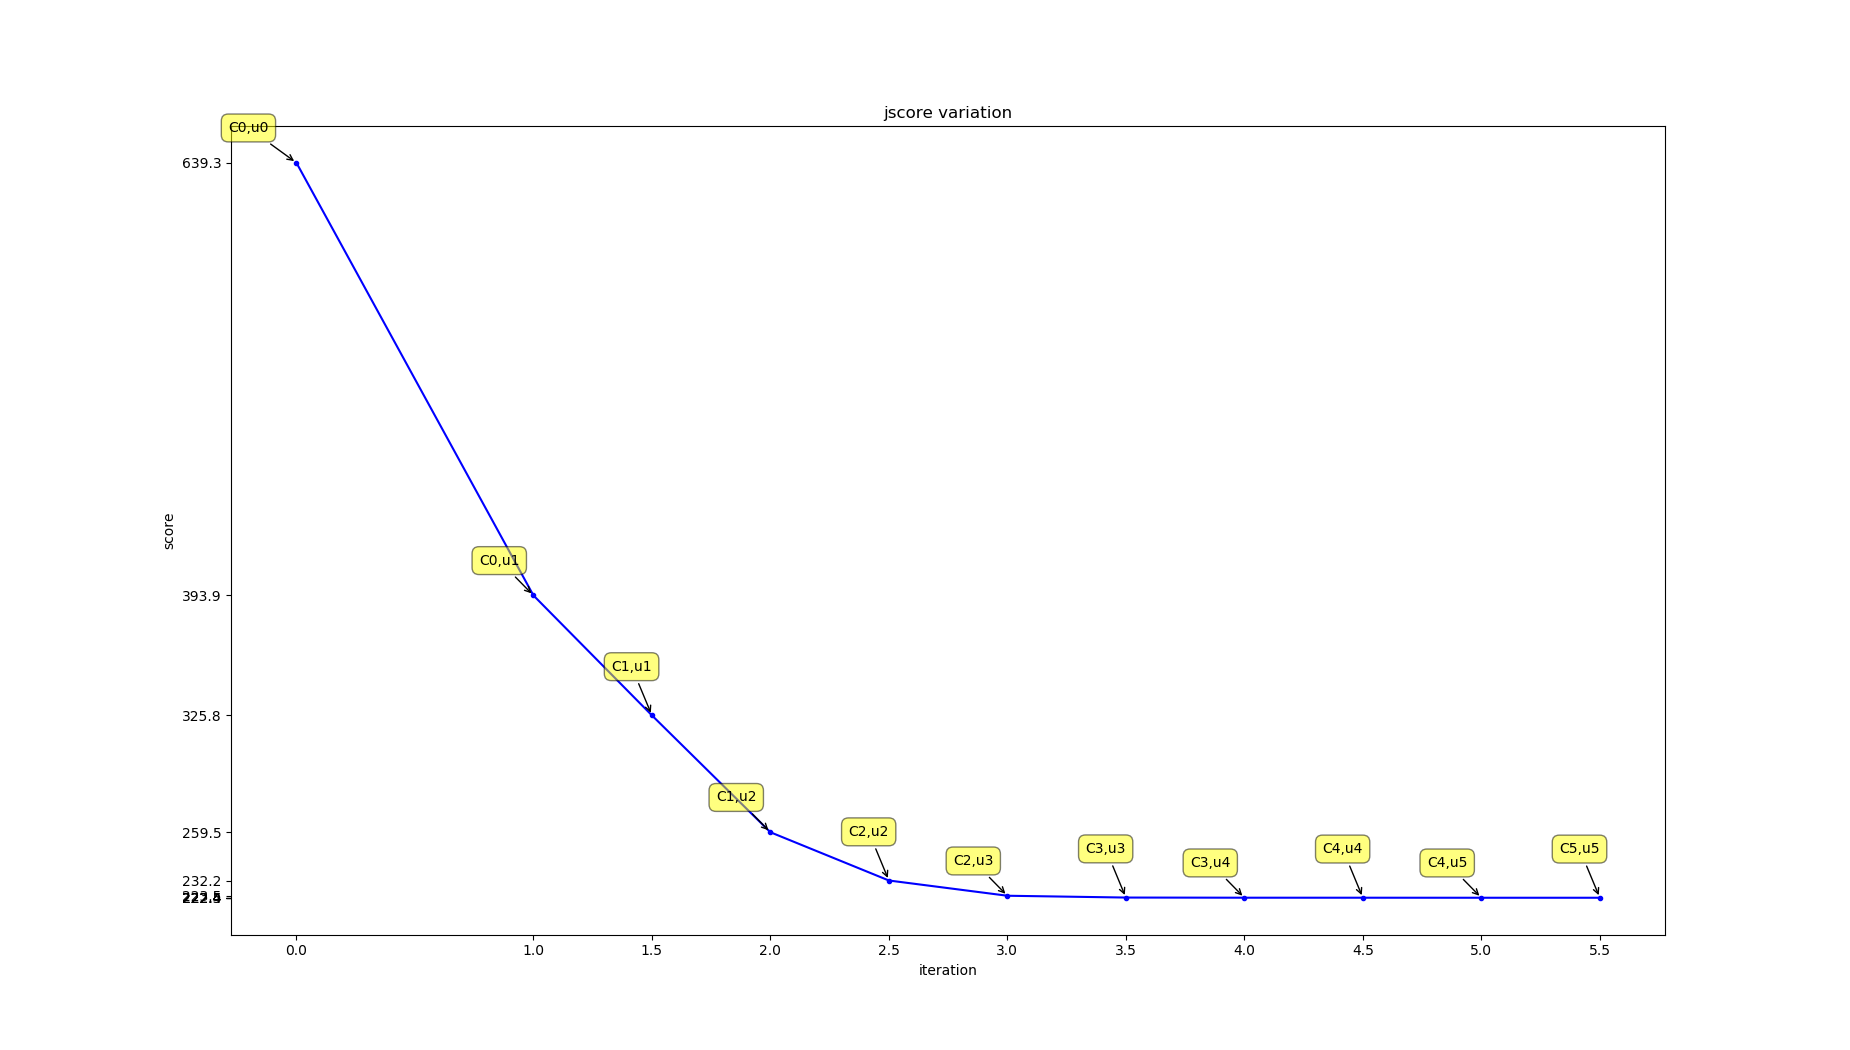 jscore variation
C0,u0
639.3
score
C0,u1
393.9
C1,u1
325.8
C1,u2
259.5
C2,u2
C2,u3
C3,u3
C3,u4
C4,u4
C4,u5
C5,u5
232.2
0.0 1.0 1.5 2.0 2.5 3.0 3.5 4.0 4.5 5.0 5.5
iteration